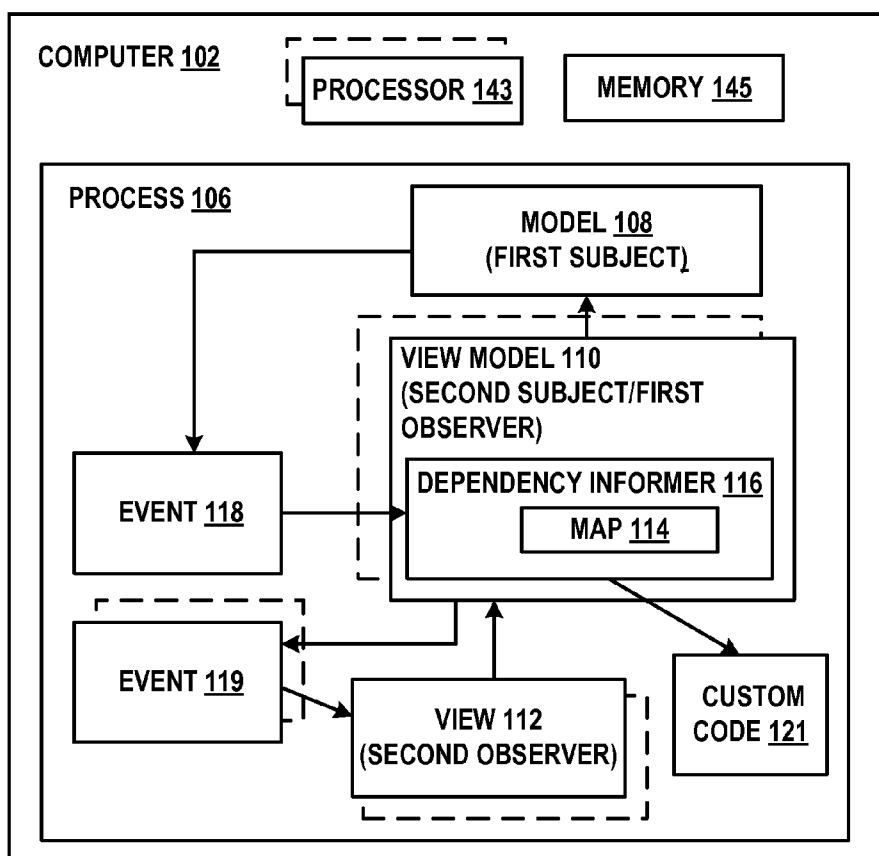 COMPUTER 102
PROCESSOR 143
MEMORY 145
PROCESS 106
MODEL 108
(FIRST SUBJECT)
VIEW MODEL 110
(SECOND SUBJECT/FIRST
OBSERVER)
DEPENDENCY INFORMER 116
MAP 114
EVENT 118
EVENT 119
VIEW 112
(SECOND OBSERVER)
CUSTOM
CODE 121